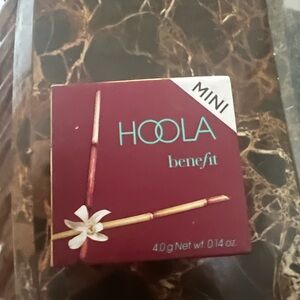 MINI
HOOLA
benefit
4.0 g Net wt. 0.14 oz.